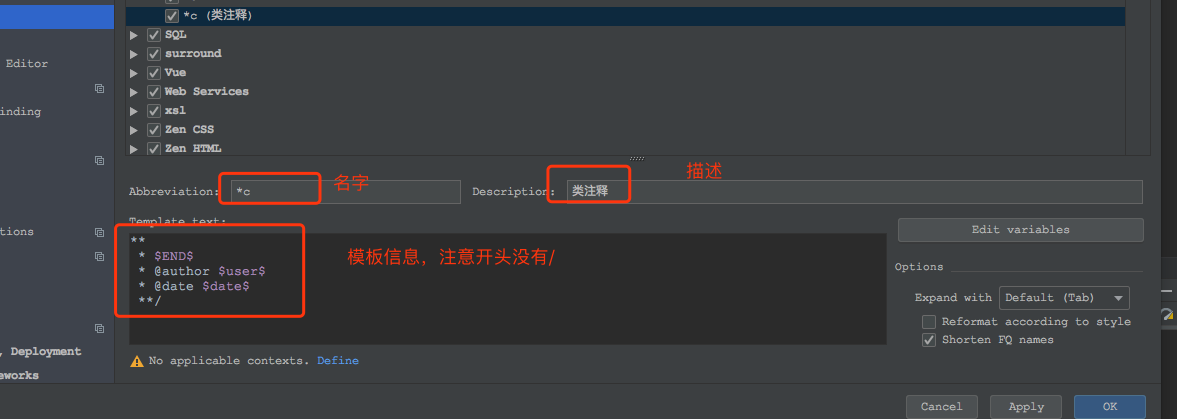 *c (类注释)
SQL
surround
Editor
Vue
Web Services
inding
xsl
Zen CSS
Zen HTML
描述
名字
Abbreviation: *c
Description: 类注释
Template text:
tions
Edit variables
**
* $END$
* @author $user$
* @date $date$
**/
模板信息，注意开头没有/
Options
Expand with Default (Tab)
Reformat according to style
Shorten FQ names
, Deployment
No applicable contexts. Define
eworks
Cancel
Apply
OK